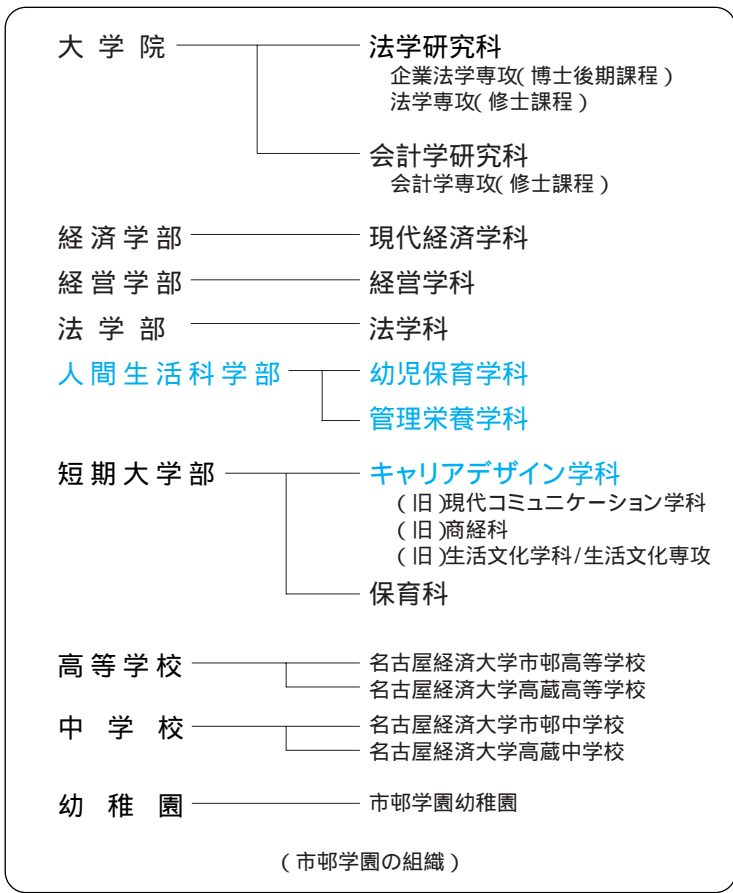 大学院 法学研究科
企業法学専攻(博士後期課程)
法学専攻(修士課程)
会計学研究科
会計学専攻(修士課程)
経済学部 現代経済学科
経営学部 経営学科
法学部 法学科
人間生活科学部 幼児保育学科
管理栄養学科
短期大学部 キャリアデザイン学科
(旧)現代コミュニケーション学科
(旧)商経科
(旧)生活文化学科/生活文化専攻
保育科
高等学校 名古屋経済大学市邨高等学校
名古屋経済大学高蔵高等学校
中学校 名古屋経済大学市邨中学校
名古屋経済大学高蔵中学校
幼稚園 市邨学園幼稚園
(市邨学園の組織)